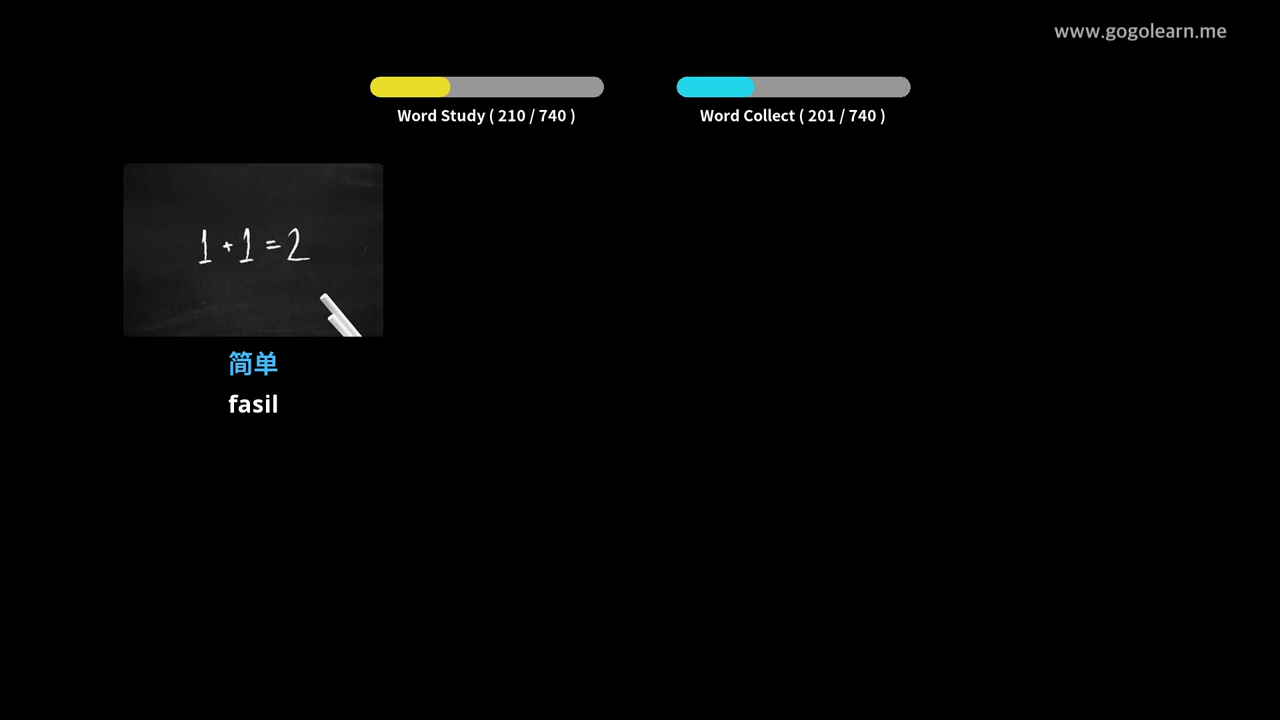 www.gogolearn.me
Word Study ( 210 / 740 )
Word Collect ( 201 / 740 )
1 + 1 = 2
简单
fasil